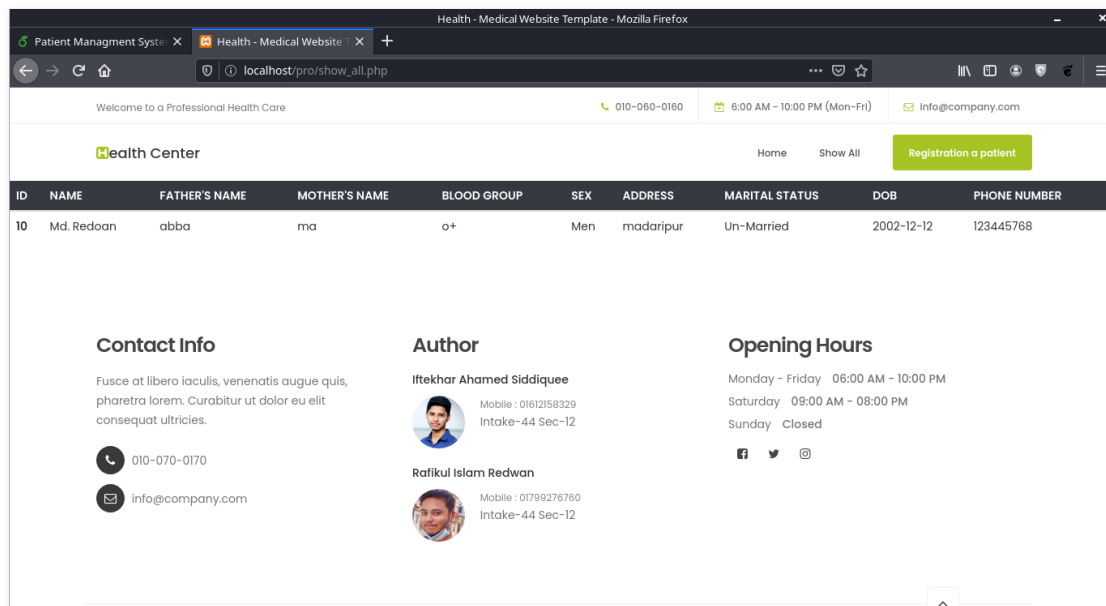 Health - Medical Website Template - Mozilla Firefox
Patient Managment System
Health - Medical Website T
localhost/pro/show_all.php
Welcome to a Professional Health Care 010-060-0160 6:00 AM - 10:00 PM (Mon-Fri) info@company.com
Health Center Home Show All Registration a patient
ID NAME FATHER'S NAME MOTHER'S NAME BLOOD GROUP SEX ADDRESS MARITAL STATUS DOB PHONE NUMBER
10 Md. Redoan abba ma o+ Men madaripur Un-Married 2002-12-12 123445768
Contact Info
Fusce at libero iaculis, venenatis augue quis,
pharetra lorem. Curabitur ut dolor eu elit
consequat ultricies.
010-070-0170
info@company.com
Author
Iftekhar Ahamed Siddiquee
Mobile : 01612158329
Intake-44 Sec-12
Rafikul Islam Redwan
Mobile : 01799276760
Intake-44 Sec-12
Opening Hours
Monday - Friday 06:00 AM - 10:00 PM
Saturday 09:00 AM - 08:00 PM
Sunday Closed